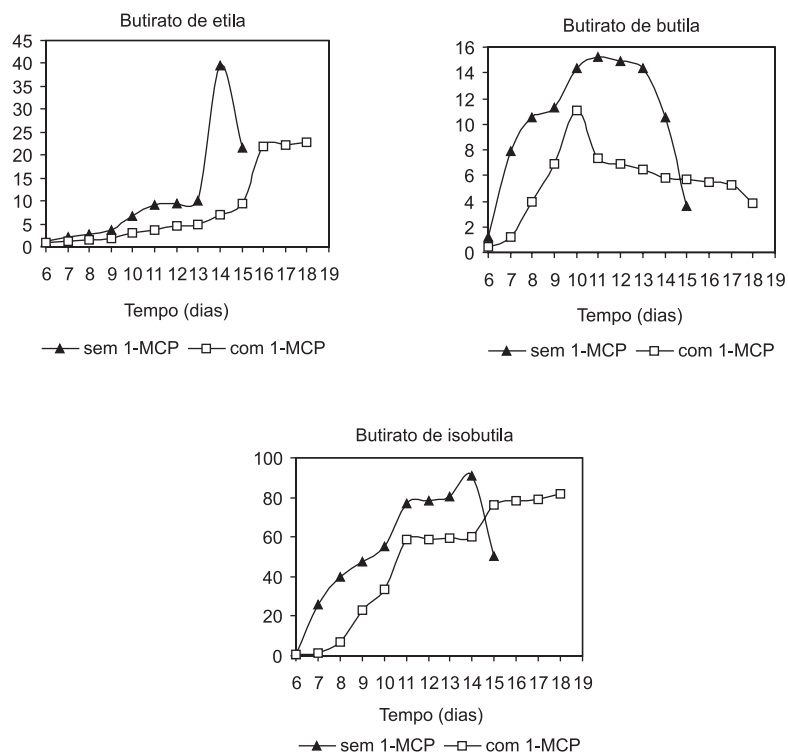 Butirato de etila
45
40
35
30
25
20
15
10
5
0
6 7 8 9 10 11 12 13 14 15 16 17 18 19
Tempo (dias)
sem 1-MCP com 1-MCP
Butirato de butila
16
14
12
10
8
6
4
2
0
6 7 8 9 10 11 12 13 14 15 16 17 18 19
Tempo (dias)
sem 1-MCP com 1-MCP
Butirato de isobutila
100
80
60
40
20
0
6 7 8 9 10 11 12 13 14 15 16 17 18 19
Tempo (dias)
sem 1-MCP com 1-MCP